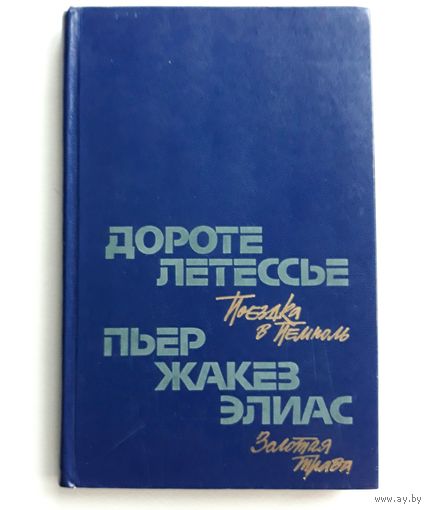 ДОРОТЕ
ЛЕТЕССЬЕ
Поездка
в Пемполь
ПЬЕР
ЖАКЕЗ
ЭЛИАС
Золотая
трава
www.ay.by